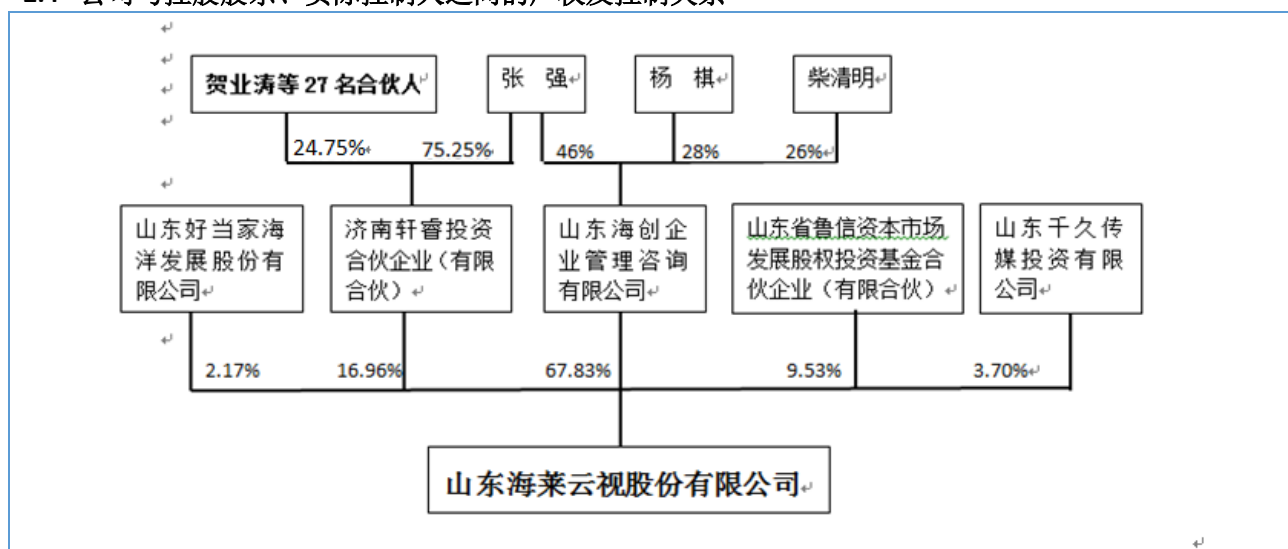 贺业涛等 27 名合伙人
张 强
杨 祺
柴清明
24.75%
75.25%
46%
28%
26%
山东好当家海
洋发展股份有
限公司
济南轩睿投资
合伙企业（有限
合伙）
山东海创企
业管理咨询
有限公司
山东省鲁信资本市场
发展股权投资基金合
伙企业（有限合伙）
山东千久传
媒投资有限
公司
2.17%
16.96%
67.83%
9.53%
3.70%
山东海莱云视股份有限公司